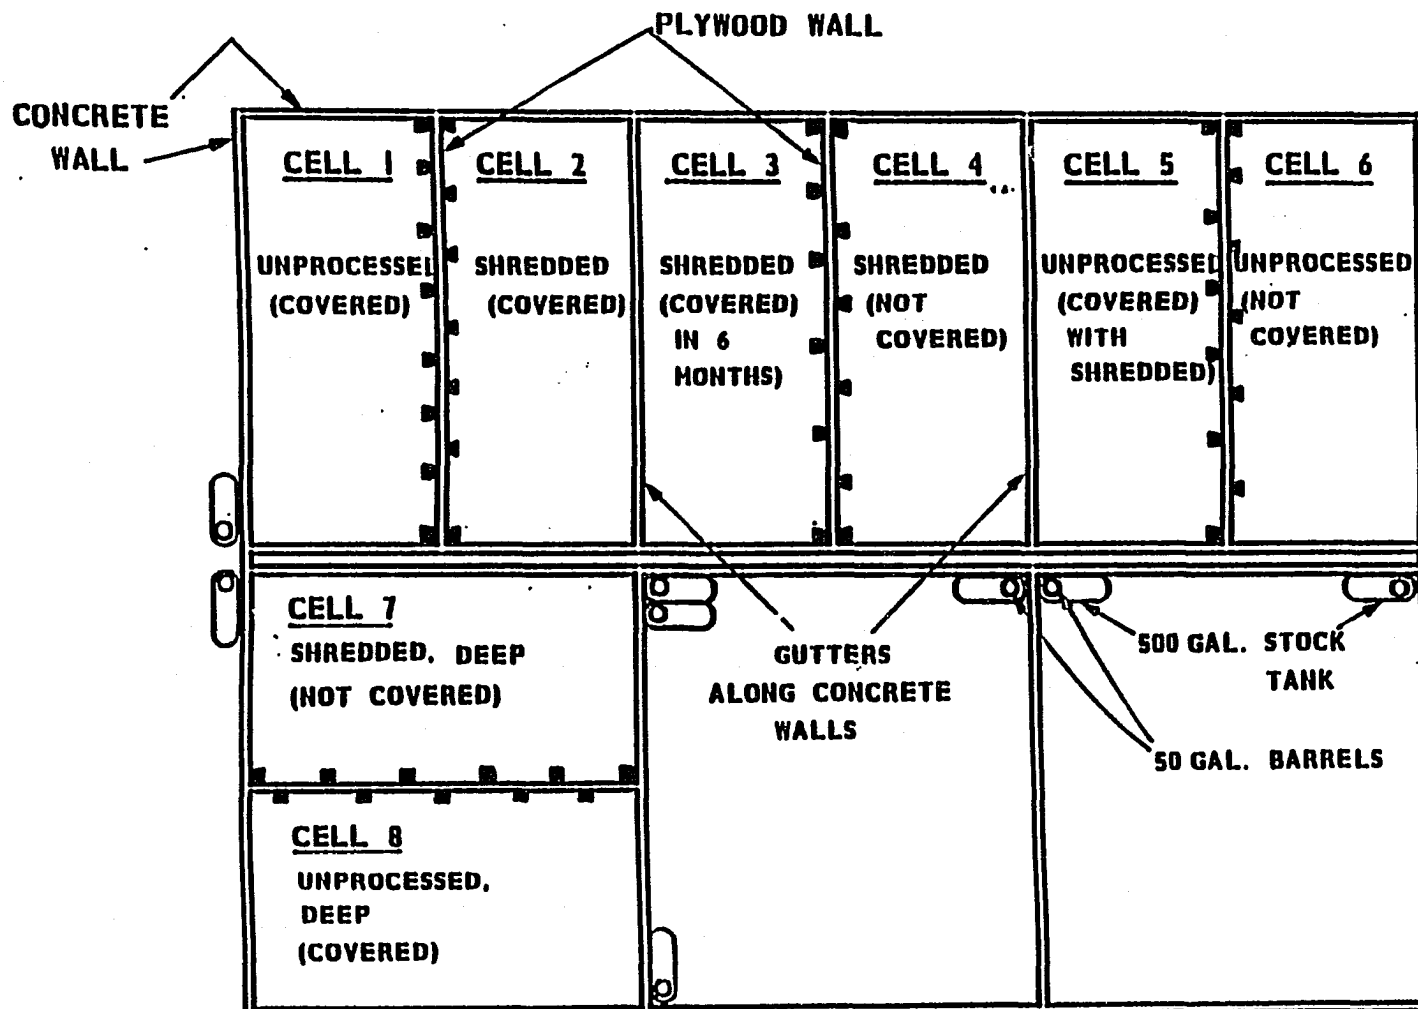 PLYWOOD WALL
CONCRETE
WALL
CELL 1
UNPROCESSED
(COVERED)
CELL 2
SHREDDED
(COVERED)
CELL 3
SHREDDED
(COVERED)
IN 6
MONTHS)
CELL 4
SHREDDED
(NOT
COVERED)
CELL 5
UNPROCESSED
(COVERED)
WITH
SHREDDED)
CELL 6
UNPROCESSED
(NOT
COVERED)
CELL 7
SHREDDED, DEEP
(NOT COVERED)
GUTTERS
ALONG CONCRETE
WALLS
500 GAL. STOCK
TANK
50 GAL. BARRELS
CELL 8
UNPROCESSED,
DEEP
(COVERED)